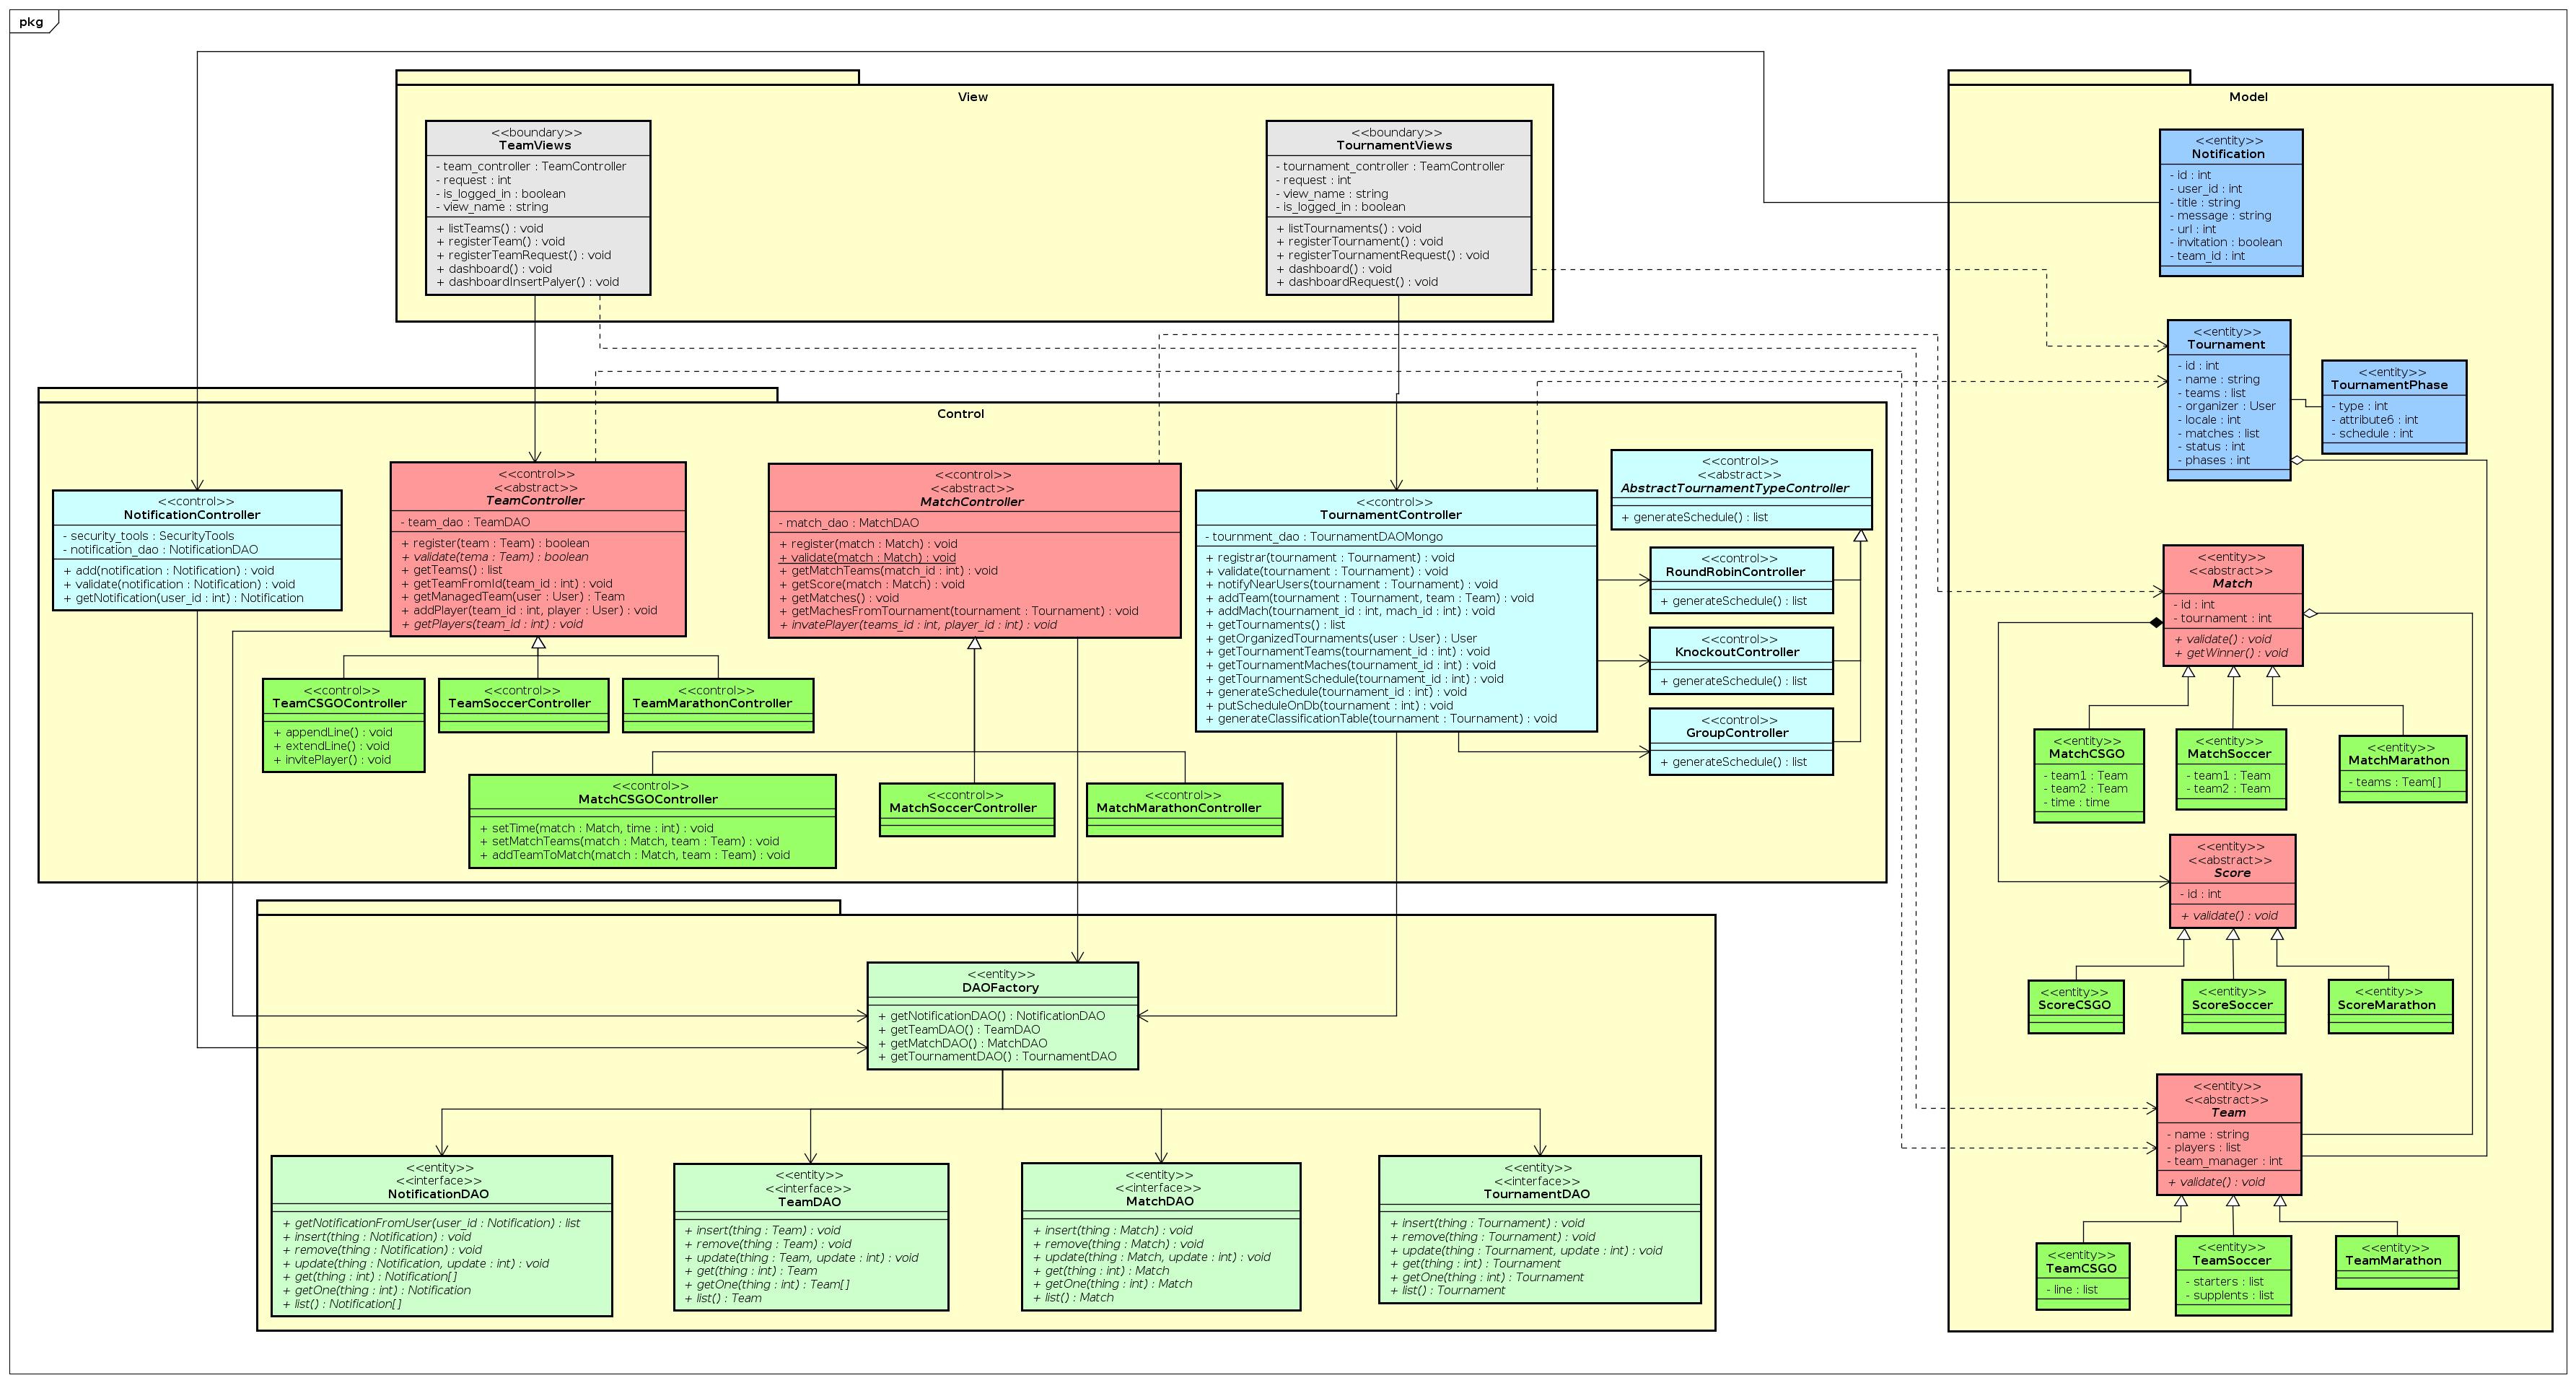 pkg
View
<<boundary>>
TeamViews
- team_controller : TeamController
- request : int
- is_logged_in : boolean
- view_name : string
+ listTeams() : void
+ registerTeam() : void
+ registerTeamRequest() : void
+ dashboard() : void
+ dashboardInsertPalyer() : void
<<boundary>>
TournamentViews
- tournament_controller : TeamController
- request : int
- view_name : string
- is_logged_in : boolean
+ listTournaments() : void
+ registerTournament() : void
+ registerTournamentRequest() : void
+ dashboard() : void
+ dashboardRequest() : void
Control
<<control>>
NotificationController
- security_tools : SecurityTools
- notification_dao : NotificationDAO
+ add(notification : Notification) : void
+ validate(notification : Notification) : void
+ getNotification(user_id : int) : Notification
<<control>>
<<abstract>>
TeamController
- team_dao : TeamDAO
+ register(team : Team) : boolean
+ validate(tema : Team) : boolean
+ getTeams() : list
+ getTeamFromId(team_id : int) : void
+ getManagedTeam(user : User) : Team
+ addPlayer(team_id : int, player : User) : void
+ getPlayers(team_id : int) : void
<<control>>
<<abstract>>
MatchController
- match_dao : MatchDAO
+ register(match : Match) : void
+ validate(match : Match) : void
+ getMatchTeams(match_id : int) : void
+ getScore(match : Match) : void
+ getMatches() : void
+ getMachesFromTournament(tournament : Tournament) : void
+ invatePlayer(teams_id : int, player_id : int) : void
<<control>>
TournamentController
- tournment_dao : TournamentDAOMongo
+ registrar(tournament : Tournament) : void
+ validate(tournament : Tournament) : void
+ notifyNearUsers(tournament : Tournament) : void
+ addTeam(tournament : Tournament, team : Team) : void
+ addMach(tournament_id : int, mach_id : int) : void
+ getTournaments() : list
+ getOrganizedTournaments(user : User) : User
+ getTournamentTeams(tournament_id : int) : void
+ getTournamentMaches(tournament_id : int) : void
+ getTournamentSchedule(tournament_id : int) : void
+ generateSchedule(tournament_id : int) : void
+ putScheduleOnDb(tournament : int) : void
+ generateClassificationTable(tournament : Tournament) : void
<<control>>
<<abstract>>
AbstractTournamentTypeController
+ generateSchedule() : list
<<control>>
RoundRobinController
+ generateSchedule() : list
<<control>>
KnockoutController
+ generateSchedule() : list
<<control>>
GroupController
+ generateSchedule() : list
<<control>>
TeamCSGOController
+ appendLine() : void
+ extendLine() : void
+ invitePlayer() : void
<<control>>
TeamSoccerController
<<control>>
TeamMarathonController
<<control>>
MatchCSGOController
+ setTime(match : Match, time : int) : void
+ setMatchTeams(match : Match, team : Team) : void
+ addTeamToMatch(match : Match, team : Team) : void
<<control>>
MatchSoccerController
<<control>>
MatchMarathonController
<<entity>>
DAOFactory
+ getNotificationDAO() : NotificationDAO
+ getTeamDAO() : TeamDAO
+ getMatchDAO() : MatchDAO
+ getTournamentDAO() : TournamentDAO
<<entity>>
<<interface>>
NotificationDAO
+ getNotificationFromUser(user_id : Notification) : list
+ insert(thing : Notification) : void
+ remove(thing : Notification) : void
+ update(thing : Notification, update : int) : void
+ get(thing : int) : Notification[]
+ getOne(thing : int) : Notification
+ list() : Notification[]
<<entity>>
<<interface>>
TeamDAO
+ insert(thing : Team) : void
+ remove(thing : Team) : void
+ update(thing : Team, update : int) : void
+ get(thing : int) : Team
+ getOne(thing : int) : Team[]
+ list() : Team
<<entity>>
<<interface>>
MatchDAO
+ insert(thing : Match) : void
+ remove(thing : Match) : void
+ update(thing : Match, update : int) : void
+ get(thing : int) : Match
+ getOne(thing : int) : Match
+ list() : Match
<<entity>>
<<interface>>
TournamentDAO
+ insert(thing : Tournament) : void
+ remove(thing : Tournament) : void
+ update(thing : Tournament, update : int) : void
+ get(thing : int) : Tournament
+ getOne(thing : int) : Tournament
+ list() : Tournament
Model
<<entity>>
Notification
- id : int
- user_id : int
- title : string
- message : string
- url : int
- invitation : boolean
- team_id : int
<<entity>>
Tournament
- id : int
- name : string
- teams : list
- organizer : User
- locale : int
- matches : list
- status : int
- phases : int
<<entity>>
TournamentPhase
- type : int
- attribute6 : int
- schedule : int
<<entity>>
<<abstract>>
Match
- id : int
- tournament : int
+ validate() : void
+ getWinner() : void
<<entity>>
MatchCSGO
- team1 : Team
- team2 : Team
- time : time
<<entity>>
MatchSoccer
- team1 : Team
- team2 : Team
<<entity>>
MatchMarathon
- teams : Team[]
<<entity>>
<<abstract>>
Score
- id : int
+ validate() : void
<<entity>>
ScoreCSGO
<<entity>>
ScoreSoccer
<<entity>>
ScoreMarathon
<<entity>>
<<abstract>>
Team
- name : string
- players : list
- team_manager : int
+ validate() : void
<<entity>>
TeamCSGO
- line : list
<<entity>>
TeamSoccer
- starters : list
- supplents : list
<<entity>>
TeamMarathon